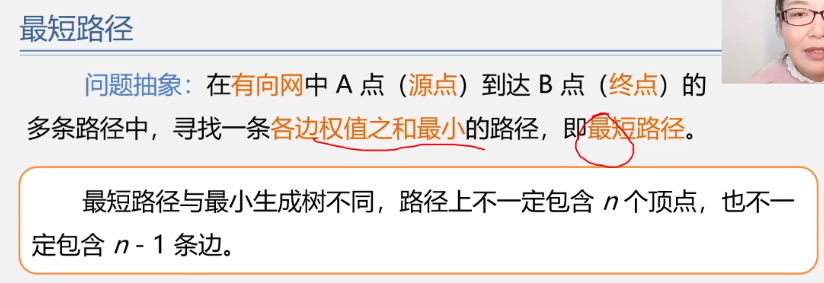 最短路径
问题抽象：在有向网中 A 点（源点）到达 B 点（终点）的
多条路径中，寻找一条各边权值之和最小的路径，即最短路径。
最短路径与最小生成树不同，路径上不一定包含 n 个顶点，也不一
定包含 n - 1 条边。